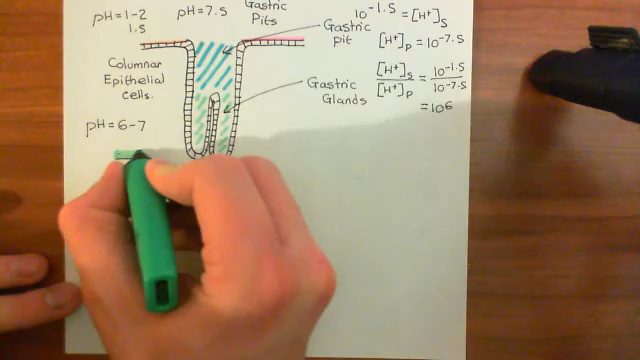 pH=1-2
1.5
pH=7.5
Gastric
Pits
Gastric
pit
Columnar
Epithelial
cells.
Gastric
Glands
pH=6-7
10^-1.5 = [H+]s
[H+]p = 10^-7.5
[H+]s / [H+]p = 10^-1.5 / 10^-7.5
= 10^6